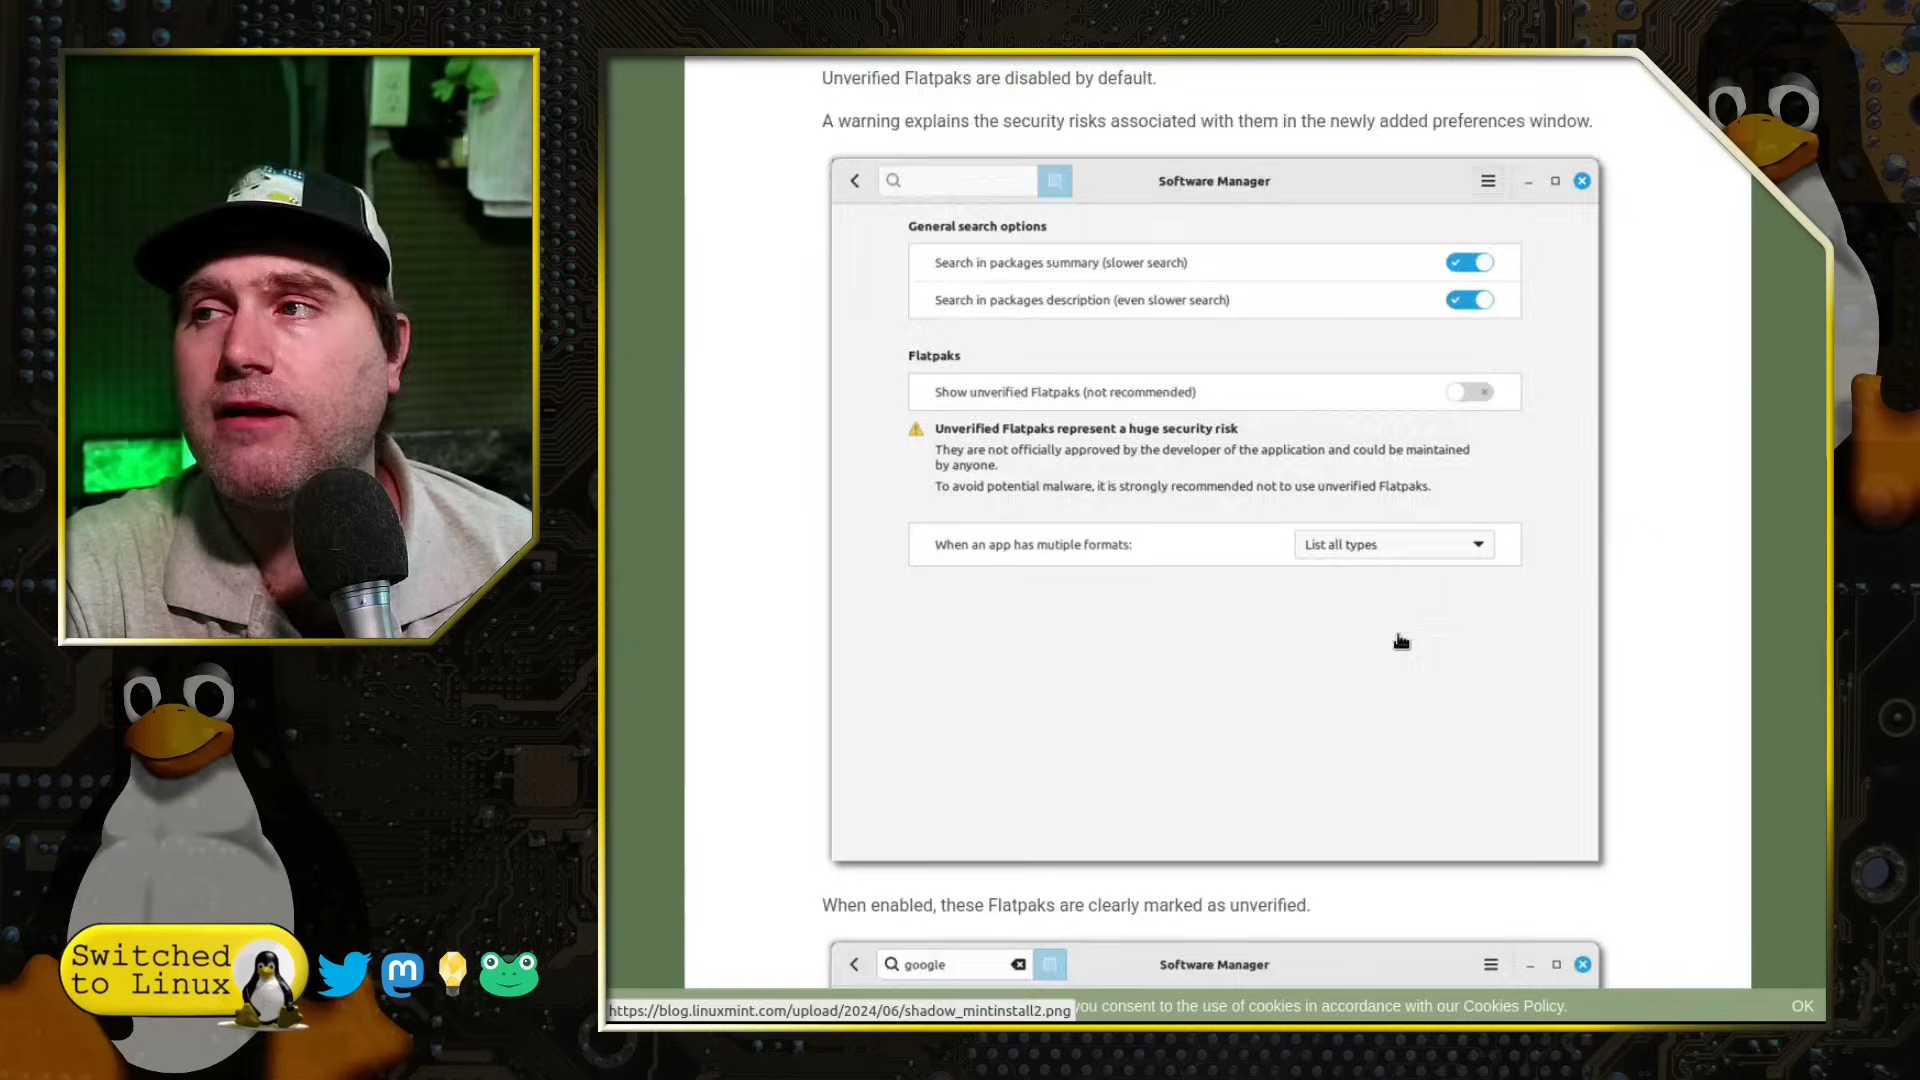 Unverified Flatpaks are disabled by default.
A warning explains the security risks associated with them in the newly added preferences window.
Software Manager
General search options
Search in packages summary (slower search)
Search in packages description (even slower search)
Flatpaks
Show unverified Flatpaks (not recommended)
Unverified Flatpaks represent a huge security risk
They are not officially approved by the developer of the application and could be maintained
by anyone.
To avoid potential malware, it is strongly recommended not to use unverified Flatpaks.
When an app has mutiple formats:
List all types
When enabled, these Flatpaks are clearly marked as unverified.
google
Software Manager
https://blog.linuxmint.com/upload/2024/06/shadow_mintinstall2.png
you consent to the use of cookies in accordance with our Cookies Policy.
OK
Switched
to Linux